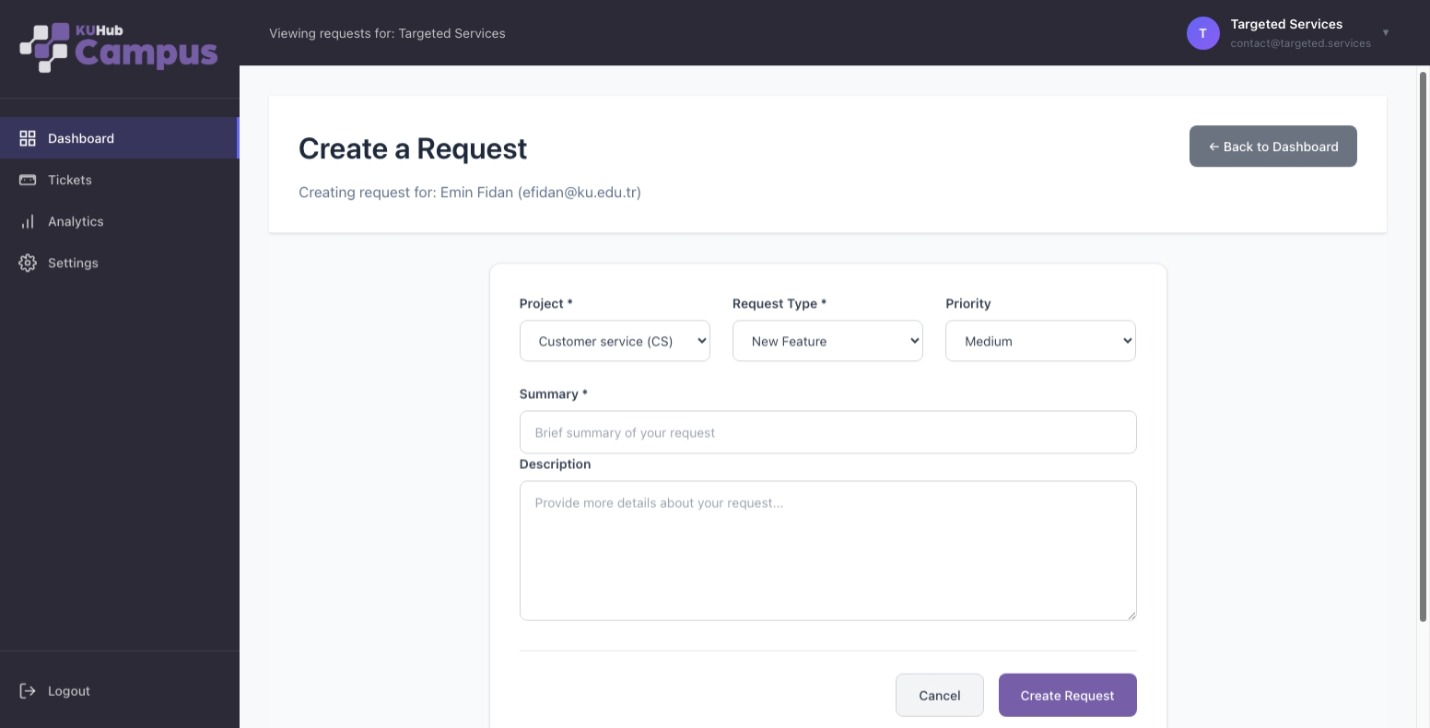 KUHub
Campus
Viewing requests for: Targeted Services
T
Targeted Services
contact@targeted.services
Dashboard
Tickets
Analytics
Settings
Logout
Create a Request
← Back to Dashboard
Creating request for: Emin Fidan (efidan@ku.edu.tr)
Project * Request Type * Priority
Customer service (CS) New Feature Medium
Summary *
Brief summary of your request
Description
Provide more details about your request...
Cancel Create Request